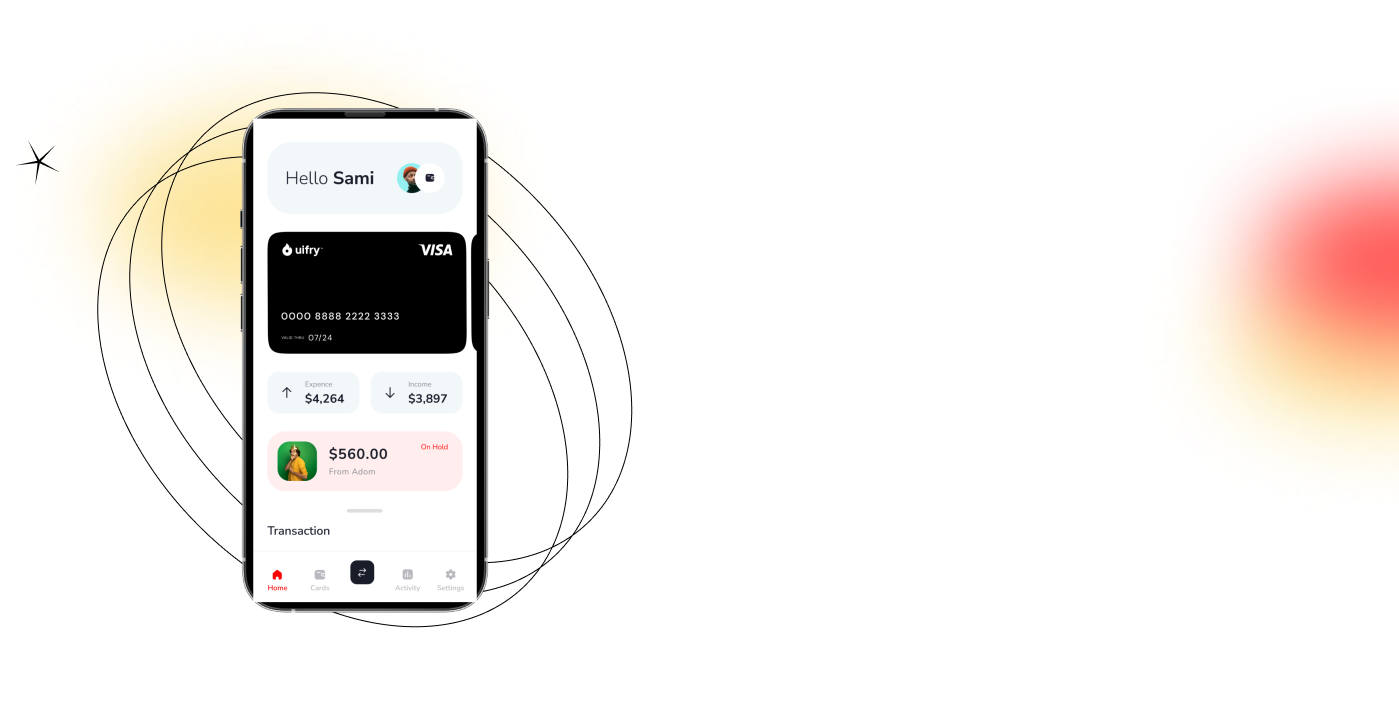 Hello Sami
uifry™
VISA
0000 8888 2222 3333
VALID THRU 07/24
Expence
$4,264
Income
$3,897
$560.00
On Hold
From Adom
Transaction
Home
Cards
Activity
Settings